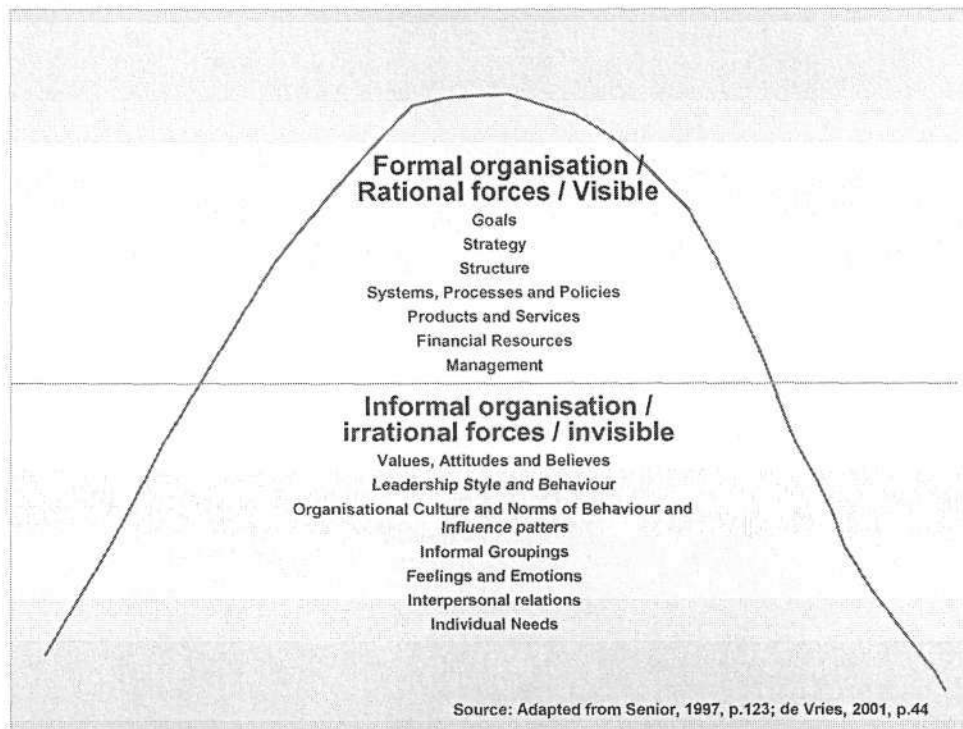 Formal organisation /
Rational forces / Visible
Goals
Strategy
Structure
Systems, Processes and Policies
Products and Services
Financial Resources
Management
Informal organisation /
irrational forces / invisible
Values, Attitudes and Believes
Leadership Style and Behaviour
Organisational Culture and Norms of Behaviour and
Influence patters
Informal Groupings
Feelings and Emotions
Interpersonal relations
Individual Needs
Source: Adapted from Senior, 1997, p.123; de Vries, 2001, p.44